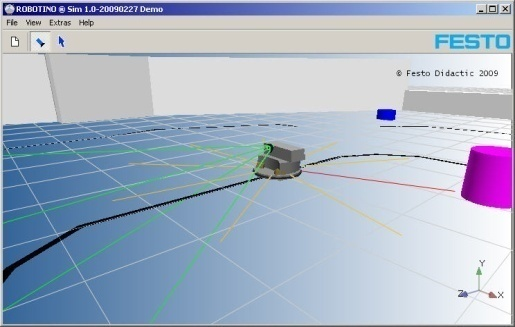 ROBOTINO ® Sim 1.0-20090227 Demo
File View Extras Help
FESTO
© Festo Didactic 2009
Y
Z X